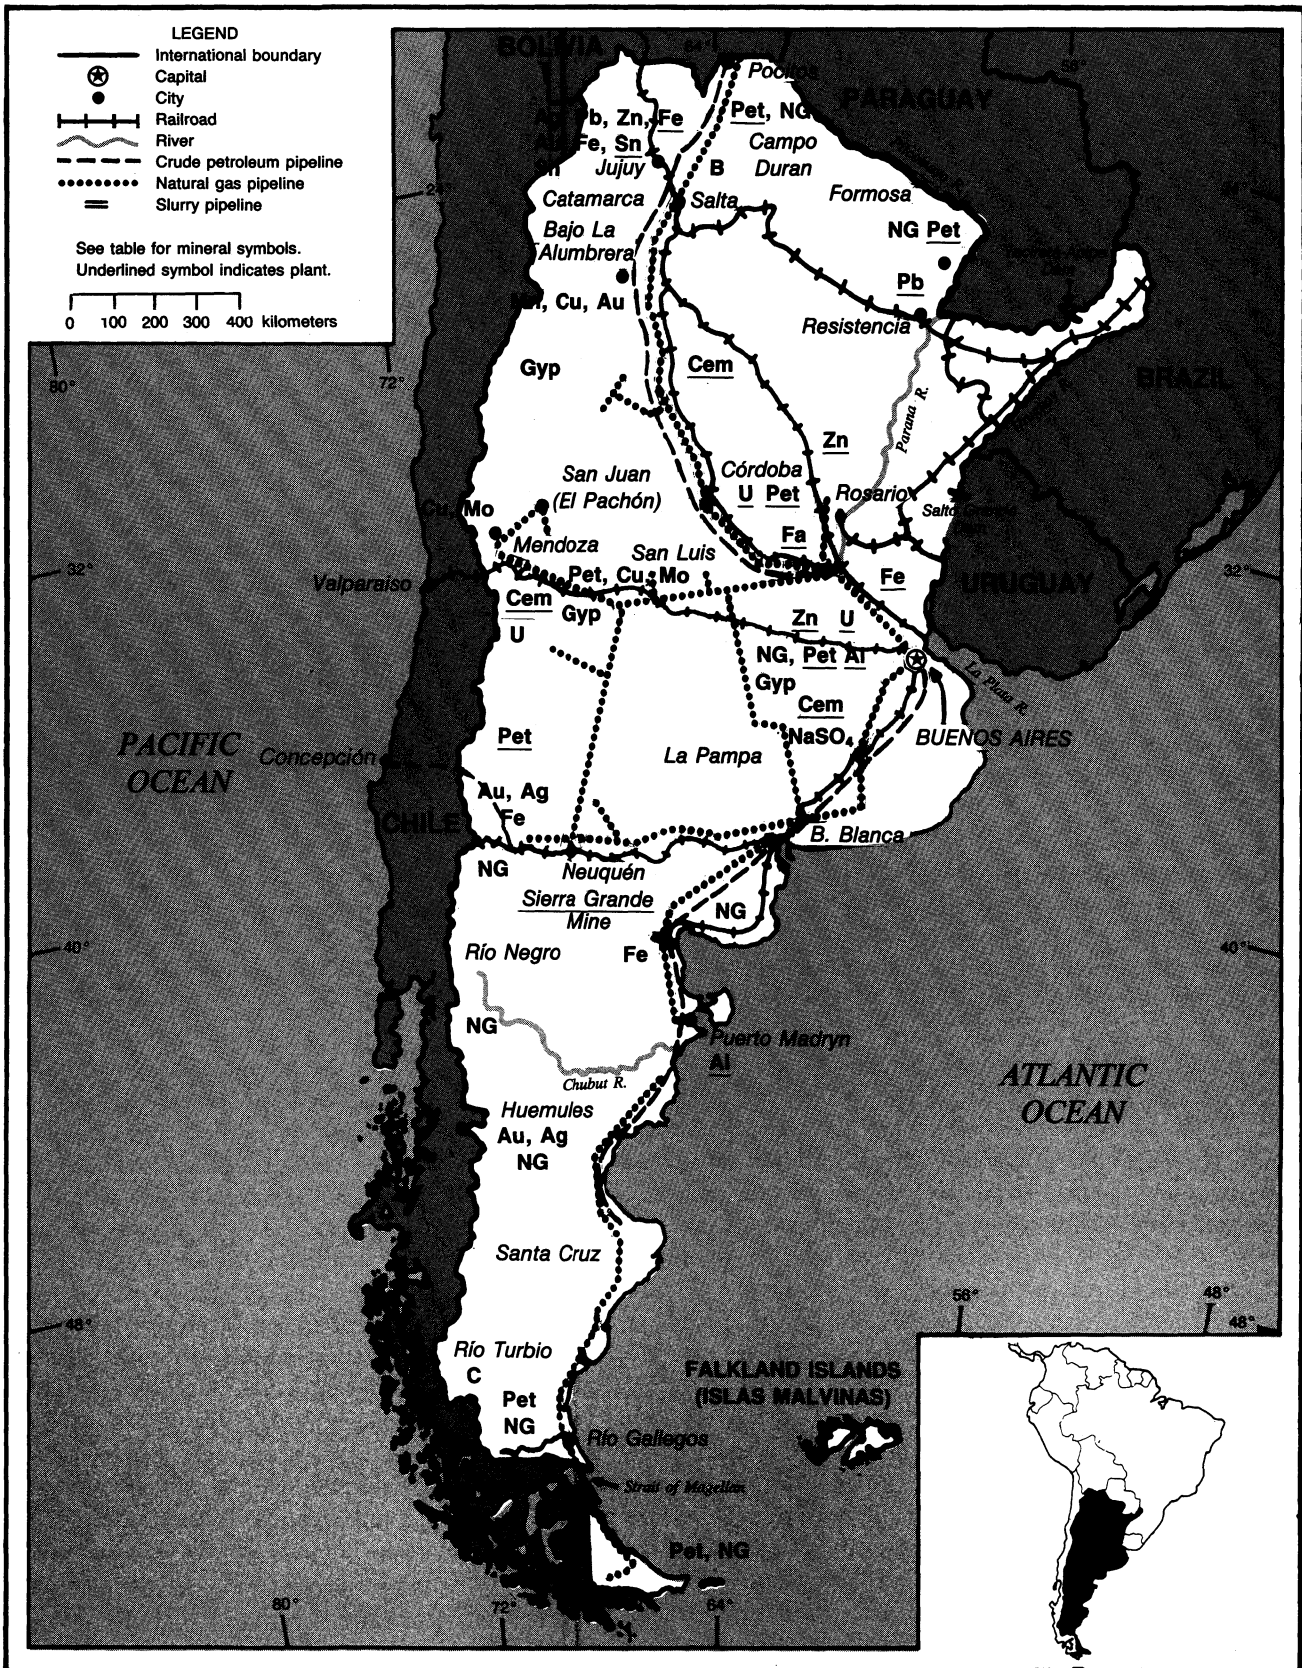 LEGEND
International boundary
Capital
City
Railroad
River
Crude petroleum pipeline
Natural gas pipeline
Slurry pipeline
See table for mineral symbols.
Underlined symbol indicates plant.
0 100 200 300 400 kilometers
BOLIVIA
64°
58°
Pocitos
PARAGUAY
Pb, Zn, Fe
Pet, NG
Fe, Sn
Campo
Duran
Jujuy
B
24°
Catamarca
Salta
Formosa
Bajo La
Alumbrera
NG Pet
Pb
Cu, Au
Resistencia
80°
72°
Gyp
Cem
BRAZIL
Parana R.
Zn
San Juan
(El Pachón)
Córdoba
U Pet
Rosario
Cu, Mo
Fa
Mendoza
San Luis
32°
Valparaíso
Pet, Cu, Mo
Fe
URUGUAY
32°
Cem
Gyp
U
Zn U
NG, Pet Al
Gyp
La Plata R.
Cem
NaSO₄
BUENOS AIRES
PACIFIC
OCEAN
Concepción
Pet
La Pampa
Au, Ag
Fe
CHILE
B. Blanca
NG
Neuquén
Sierra Grande
Mine
NG
Río Negro
Fe
40°
40°
NG
Puerto Madryn
Al
Chubut R.
ATLANTIC
OCEAN
Huemules
Au, Ag
NG
Santa Cruz
56°
48°
48°
48°
Río Turbio
C
Pet
NG
FALKLAND ISLANDS
(ISLAS MALVINAS)
Río Gallegos
Strait of Magellan
Pet, NG
80°
72°
64°